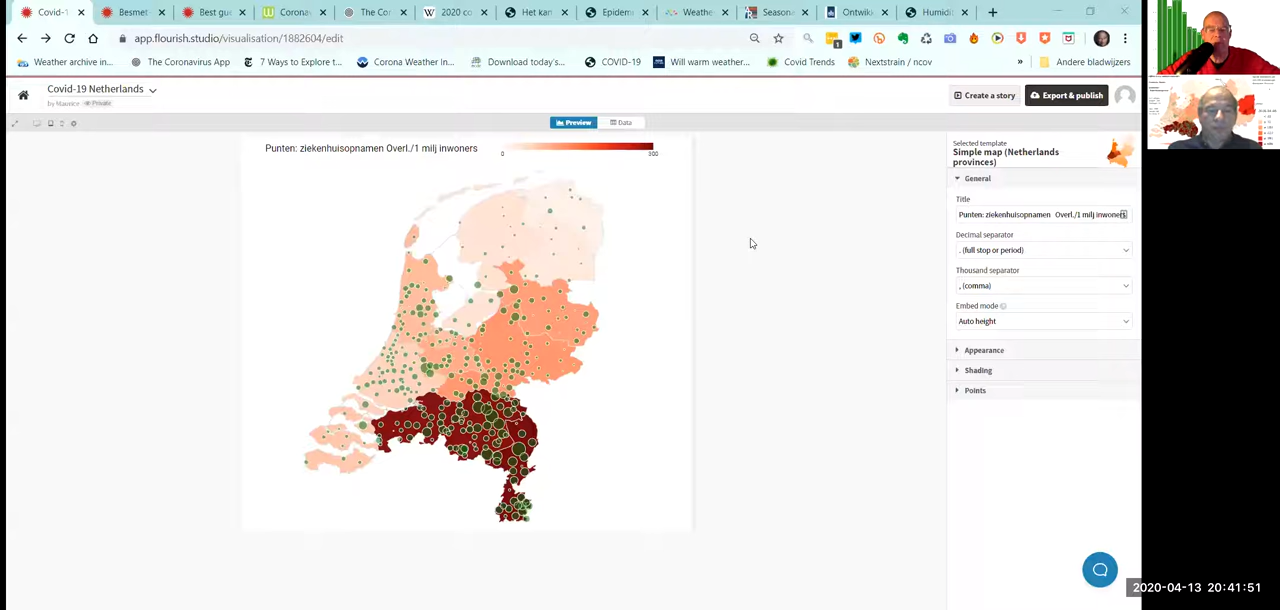 Covid-1
Besmet
Best gue
Corona
The Cor
2020 co
Het kan
Epidem
Weathe
Season
Ontwik
Humidi
app.flourish.studio/visualisation/1882604/edit
Weather archive in...
The Coronavirus App
7 Ways to Explore t...
Corona Weather In...
Download today's...
COVID-19
Will warm weather...
Covid Trends
Nextstrain / ncov
»
Andere bladwijzers
Covid-19 Netherlands
by Maurice
Private
Create a story
Export & publish
Preview
Data
Punten: ziekenhuisopnamen Overl./1 milj inwoners
0
300
Selected template
Simple map (Netherlands
provinces)
General
Title
Punten: ziekenhuisopnamen Overl./1 milj inwoners
Decimal separator
. (full stop or period)
Thousand separator
, (comma)
Embed mode
Auto height
Appearance
Shading
Points
2020-04-13 20:41:51